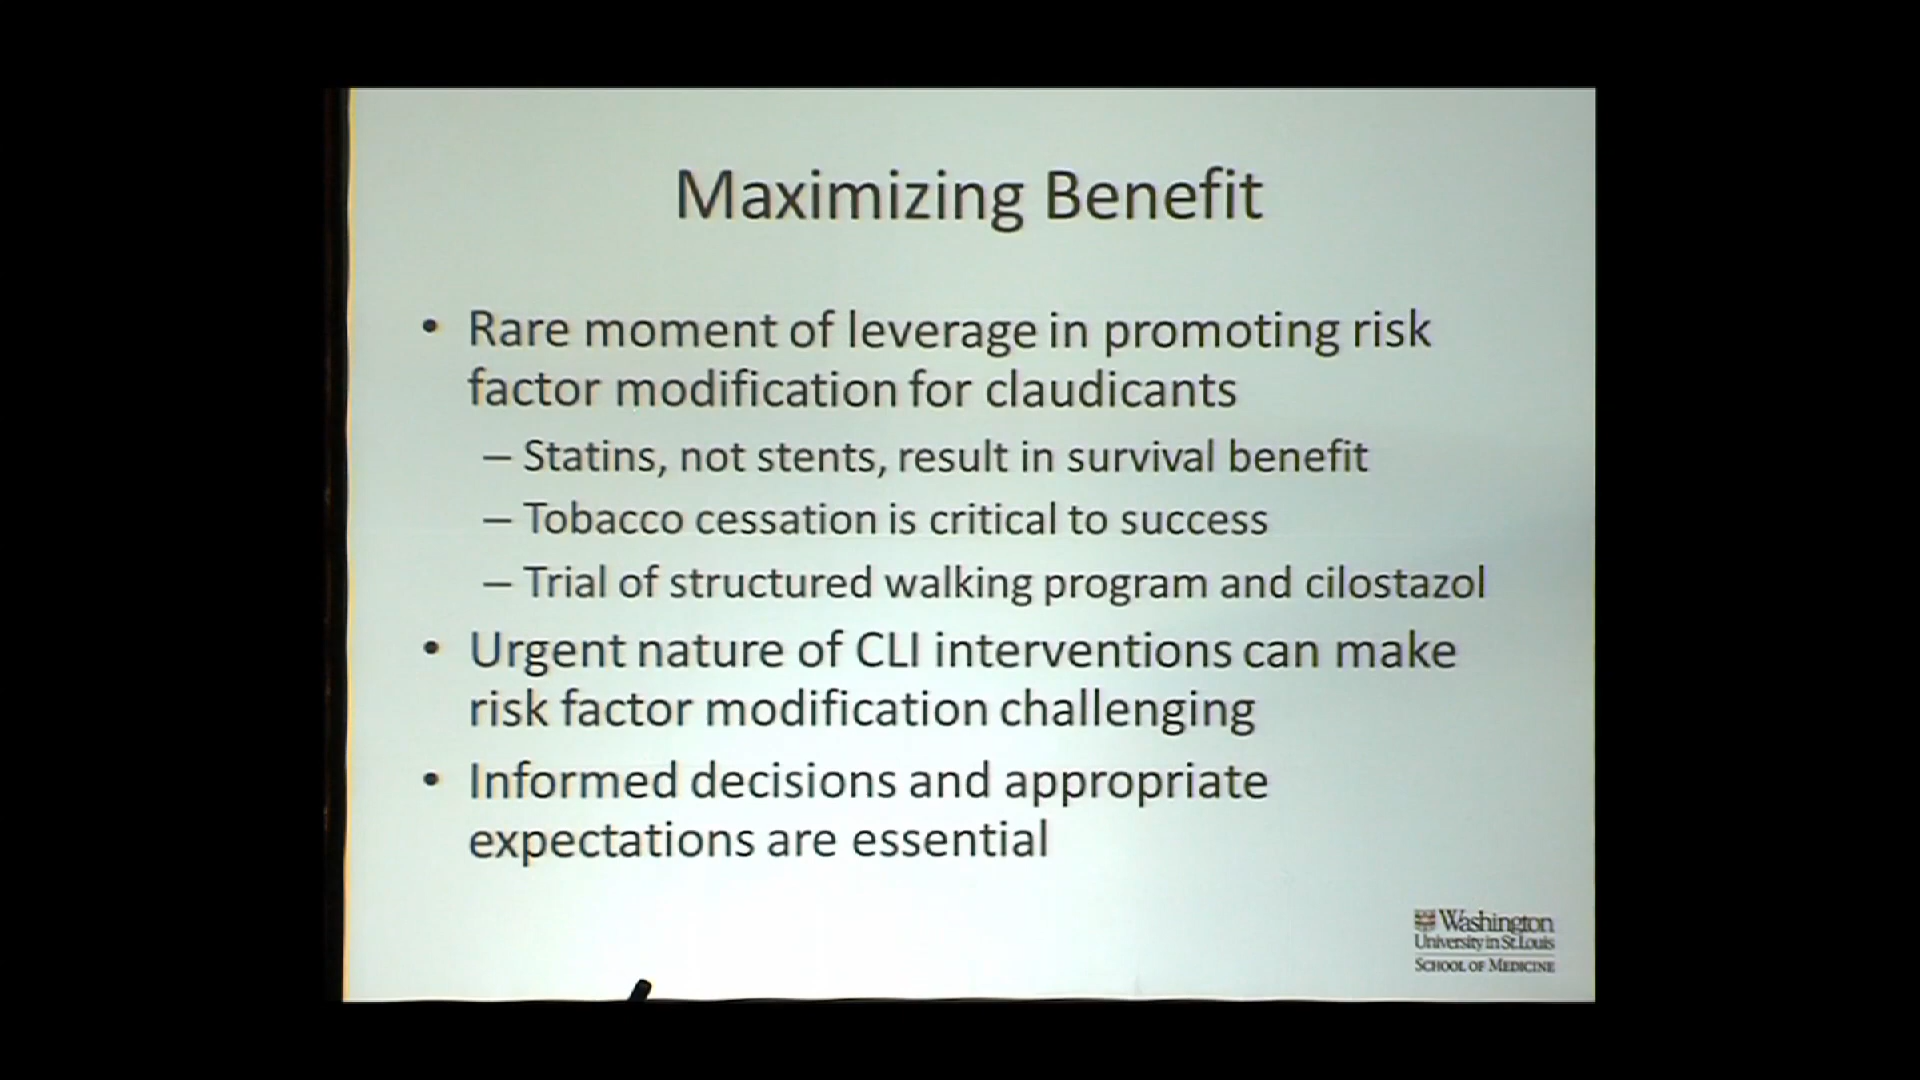 Maximizing Benefit
• Rare moment of leverage in promoting risk
factor modification for claudicants
– Statins, not stents, result in survival benefit
– Tobacco cessation is critical to success
– Trial of structured walking program and cilostazol
• Urgent nature of CLI interventions can make
risk factor modification challenging
• Informed decisions and appropriate
expectations are essential
Washington
University in St. Louis
SCHOOL OF MEDICINE